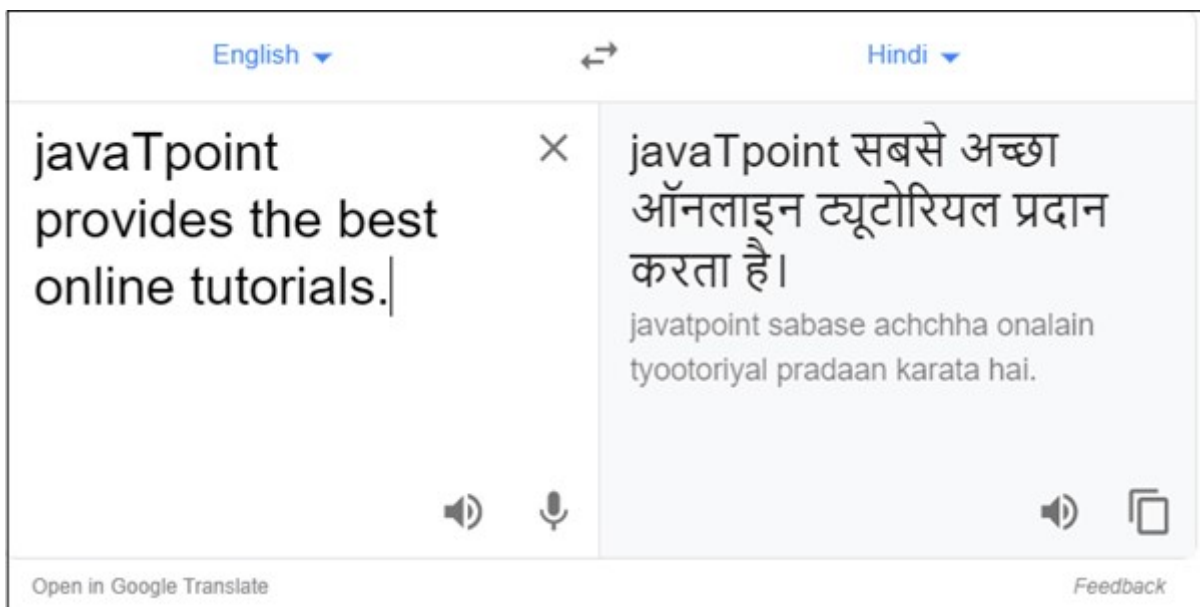 English
Hindi
javaTpoint
provides the best
online tutorials.
javaTpoint सबसे अच्छा
ऑनलाइन ट्यूटोरियल प्रदान
करता है।
javatpoint sabase achchha onalain
tyootoriyal pradaan karata hai.
Open in Google Translate
Feedback